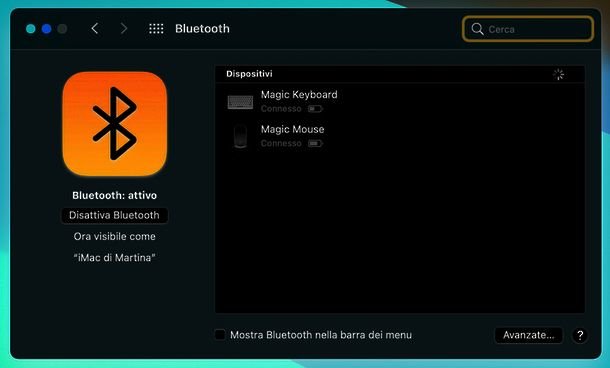 Bluetooth
Cerca
Dispositivi
Magic Keyboard
Connesso
Magic Mouse
Connesso
Bluetooth: attivo
Disattiva Bluetooth
Ora visibile come
“iMac di Martina”
Mostra Bluetooth nella barra dei menu
Avanzate...
?